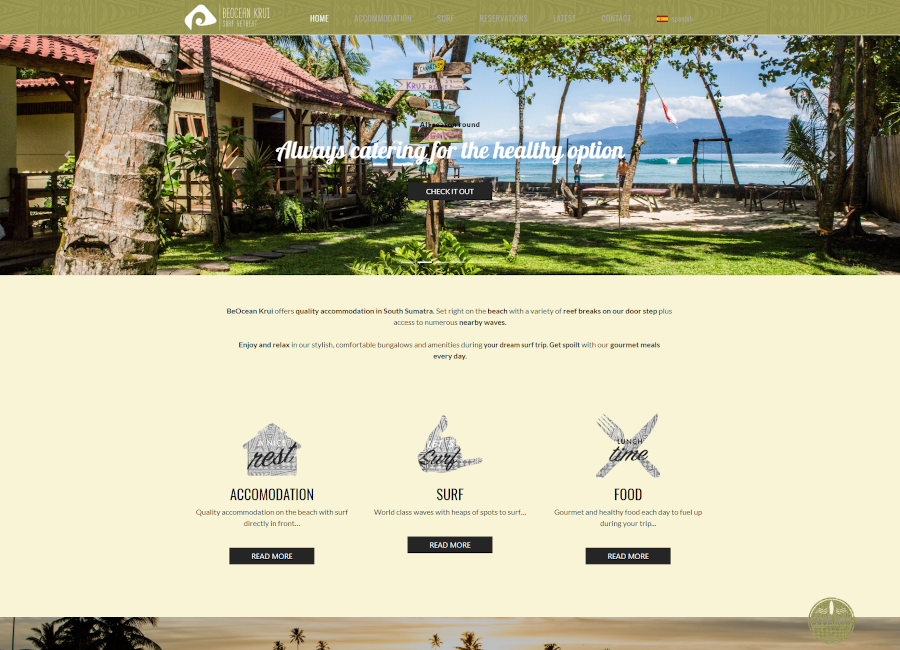 BEOCEAN KRUI
SURF RETREAT
HOME
ACCOMMODATION
SURF
RESERVATIONS
LATEST
CONTACT
KRUI
Always catering for the healthy option
CHECK IT OUT
BeOcean Krui offers quality accommodation in South Sumatra. Set right on the beach with a variety of reef breaks on our door step plus
access to numerous nearby waves.
Enjoy and relax in our stylish, comfortable bungalows and amenities during your dream surf trip. Get spoilt with our gourmet meals
every day.
rest
Surf
LUNCH
time
ACCOMODATION
SURF
FOOD
Quality accommodation on the beach with surf
directly in front...
World class waves with heaps of spots to surf...
Gourmet and healthy food each day to fuel up
during your trip...
READ MORE
READ MORE
READ MORE